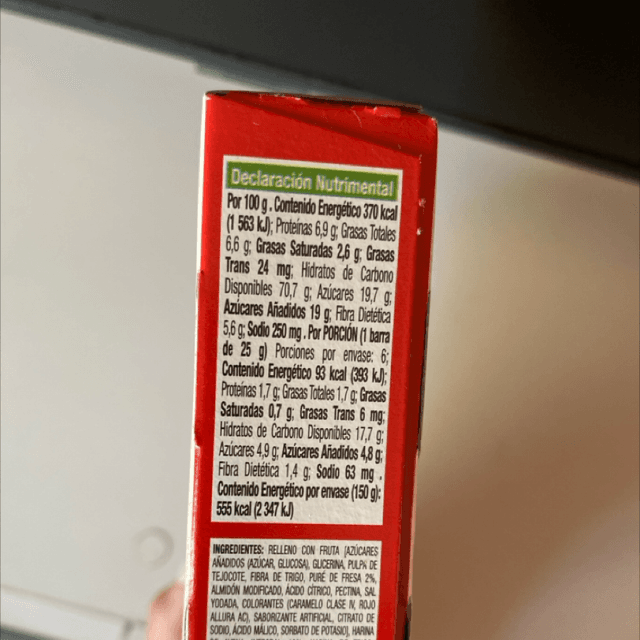 Declaración Nutrimental
Por 100 g . Contenido Energético 370 kcal
(1 563 kJ); Proteínas 6,9 g; Grasas Totales
6,6 g; Grasas Saturadas 2,6 g; Grasas
Trans 24 mg; Hidratos de Carbono
Disponibles 70,7 g; Azúcares 19,7 g;
Azúcares Añadidos 19 g; Fibra Dietética
5,6 g; Sodio 250 mg . Por PORCIÓN (1 barra
de 25 g) Porciones por envase: 6;
Contenido Energético 93 kcal (393 kJ);
Proteínas 1,7 g; Grasas Totales 1,7 g; Grasas
Saturadas 0,7 g; Grasas Trans 6 mg;
Hidratos de Carbono Disponibles 17,7 g;
Azúcares 4,9 g; Azúcares Añadidos 4,8 g;
Fibra Dietética 1,4 g; Sodio 63 mg .
Contenido Energético por envase (150 g):
555 kcal (2 347 kJ)
INGREDIENTES: RELLENO CON FRUTA [AZÚCARES
AÑADIDOS (AZÚCAR, GLUCOSA), GLICERINA, PULPA DE
TEJOCOTE, FIBRA DE TRIGO, PURÉ DE FRESA 2%,
ALMIDÓN MODIFICADO, ÁCIDO CÍTRICO, PECTINA, SAL
YODADA, COLORANTES (CARAMELO CLASE IV, ROJO
ALLURA AC), SABORIZANTE ARTIFICIAL, CITRATO DE
SODIO, ÁCIDO MÁLICO, SORBATO DE POTASIO], HARINA